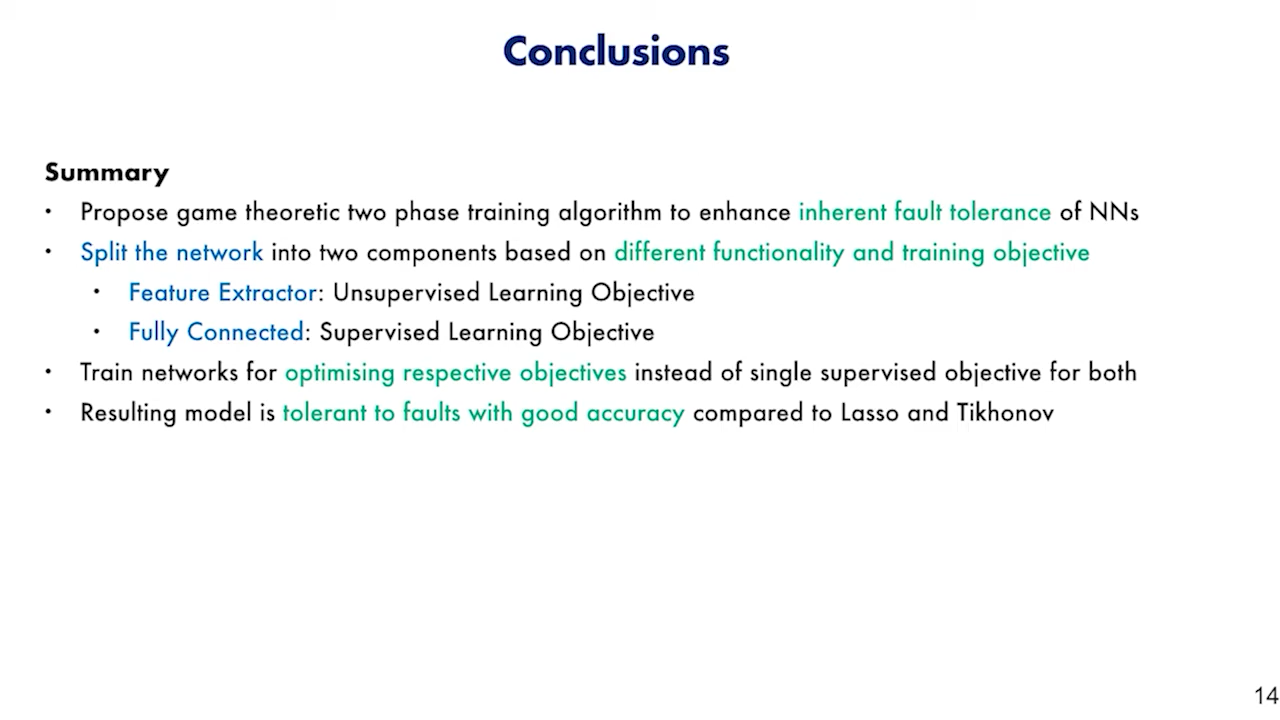 Conclusions
Summary
• Propose game theoretic two phase training algorithm to enhance inherent fault tolerance of NNs
• Split the network into two components based on different functionality and training objective
• Feature Extractor: Unsupervised Learning Objective
• Fully Connected: Supervised Learning Objective
• Train networks for optimising respective objectives instead of single supervised objective for both
• Resulting model is tolerant to faults with good accuracy compared to Lasso and Tikhonov
14